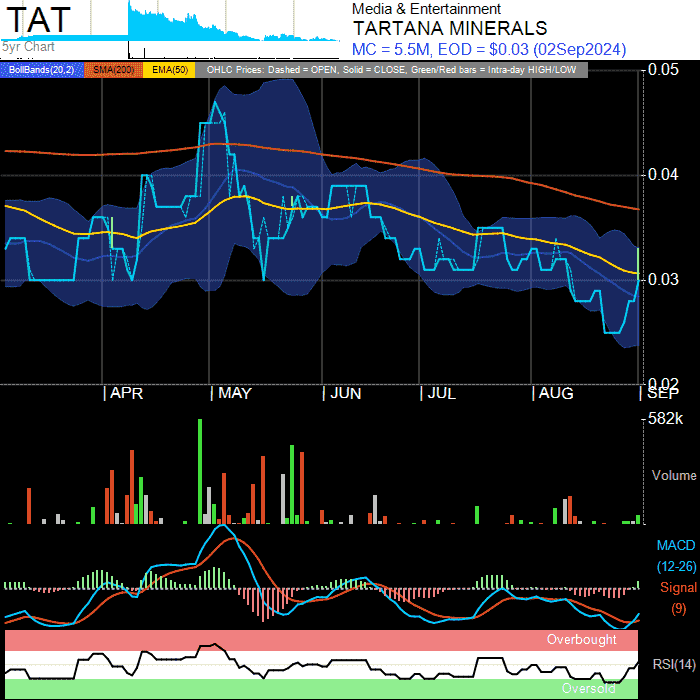 TAT
5yr Chart
Media & Entertainment
TARTANA MINERALS
MC = 5.5M, EOD = $0.03 (02Sep2024)
BollBands(20,2) SMA(200) EMA(50) OHLC Prices: Dashed = OPEN, Solid = CLOSE, Green/Red bars = Intra-day HIGH/LOW
0.05
0.04
0.03
0.02
APR MAY JUN JUL AUG SEP
582k
Volume
MACD
(12-26)
Signal
(9)
Overbought
RSI(14)
Oversold